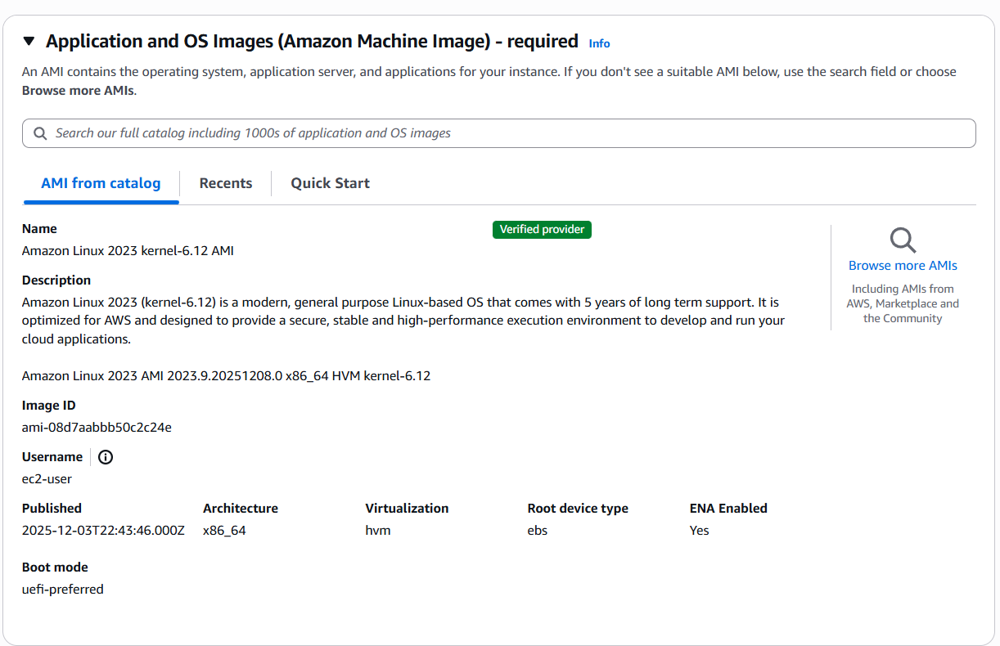 Application and OS Images (Amazon Machine Image) - required Info
An AMI contains the operating system, application server, and applications for your instance. If you don't see a suitable AMI below, use the search field or choose
Browse more AMIs.
Search our full catalog including 1000s of application and OS images
AMI from catalog Recents Quick Start
Name
Verified provider
Amazon Linux 2023 kernel-6.12 AMI
Description
Amazon Linux 2023 (kernel-6.12) is a modern, general purpose Linux-based OS that comes with 5 years of long term support. It is
optimized for AWS and designed to provide a secure, stable and high-performance execution environment to develop and run your
cloud applications.
Amazon Linux 2023 AMI 2023.9.20251208.0 x86_64 HVM kernel-6.12
Image ID
ami-08d7aabbb50c2c24e
Username
ec2-user
Published Architecture Virtualization Root device type ENA Enabled
2025-12-03T22:43:46.000Z x86_64 hvm ebs Yes
Boot mode
uefi-preferred
Browse more AMIs
Including AMIs from
AWS, Marketplace and
the Community